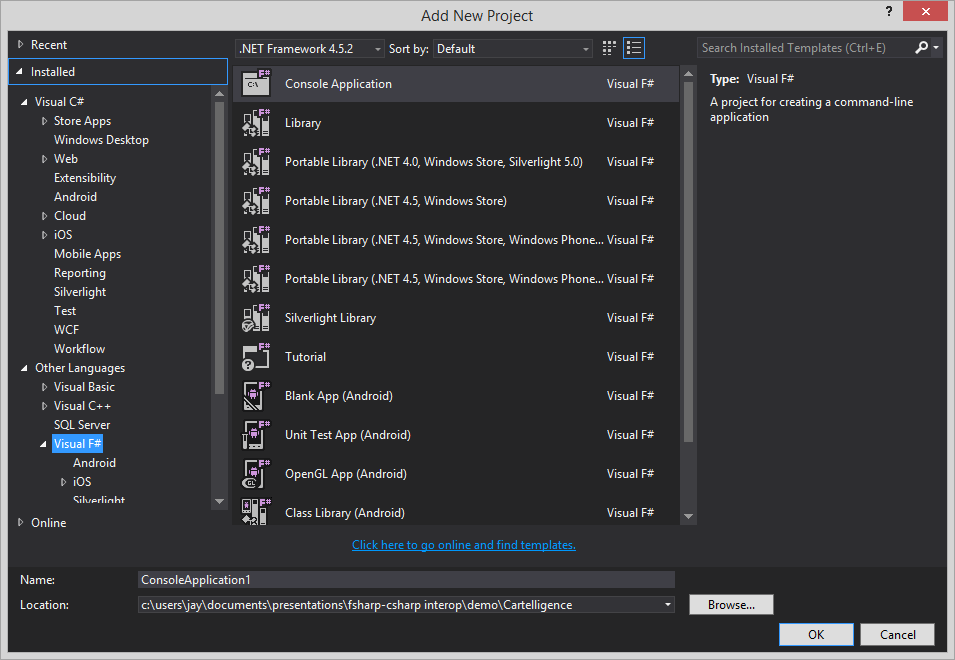 Add New Project
?
Recent
Installed
Visual C#
Store Apps
Windows Desktop
Web
Extensibility
Android
Cloud
iOS
Mobile Apps
Reporting
Silverlight
Test
WCF
Workflow
Other Languages
Visual Basic
Visual C++
SQL Server
Visual F#
Android
iOS
Silverlight
Online
.NET Framework 4.5.2 Sort by: Default
Console Application Visual F#
Library Visual F#
Portable Library (.NET 4.0, Windows Store, Silverlight 5.0) Visual F#
Portable Library (.NET 4.5, Windows Store) Visual F#
Portable Library (.NET 4.5, Windows Store, Windows Phone... Visual F#
Portable Library (.NET 4.5, Windows Store, Windows Phone... Visual F#
Silverlight Library Visual F#
Tutorial Visual F#
Blank App (Android) Visual F#
Unit Test App (Android) Visual F#
OpenGL App (Android) Visual F#
Class Library (Android) Visual F#
Click here to go online and find templates.
Search Installed Templates (Ctrl+E)
Type: Visual F#
A project for creating a command-line
application
Name: ConsoleApplication1
Location: c:\users\jay\documents\presentations\fsharp-csharp interop\demo\Cartelligence
Browse...
OK Cancel